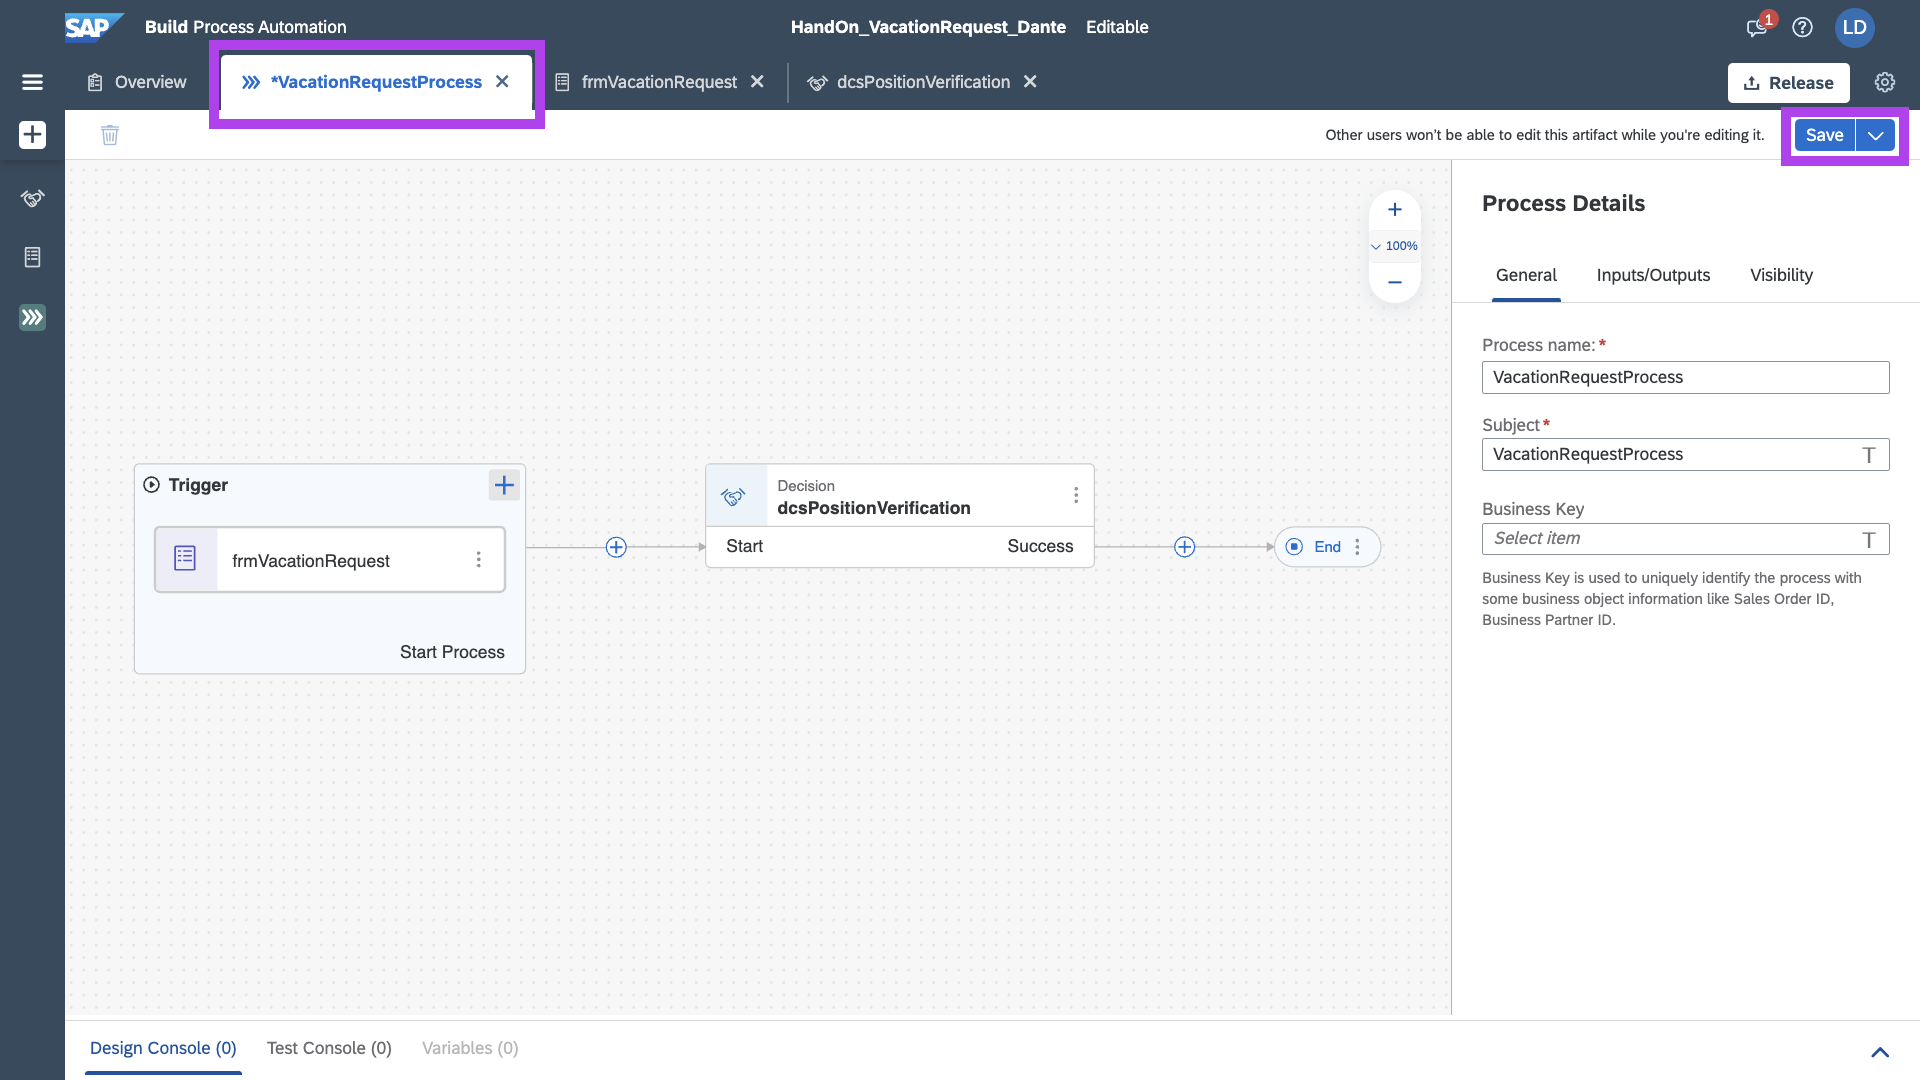 SAP Build Process Automation
HandOn_VacationRequest_Dante Editable
1
LD
Overview
*VacationRequestProcess
frmVacationRequest
dcsPositionVerification
Release
Other users won't be able to edit this artifact while you're editing it.
Save
100%
Trigger
frmVacationRequest
Start Process
Decision
dcsPositionVerification
Start Success
End
Process Details
General Inputs/Outputs Visibility
Process name:*
VacationRequestProcess
Subject*
VacationRequestProcess
Business Key
Select item
Business Key is used to uniquely identify the process with
some business object information like Sales Order ID,
Business Partner ID.
Design Console (0) Test Console (0) Variables (0)